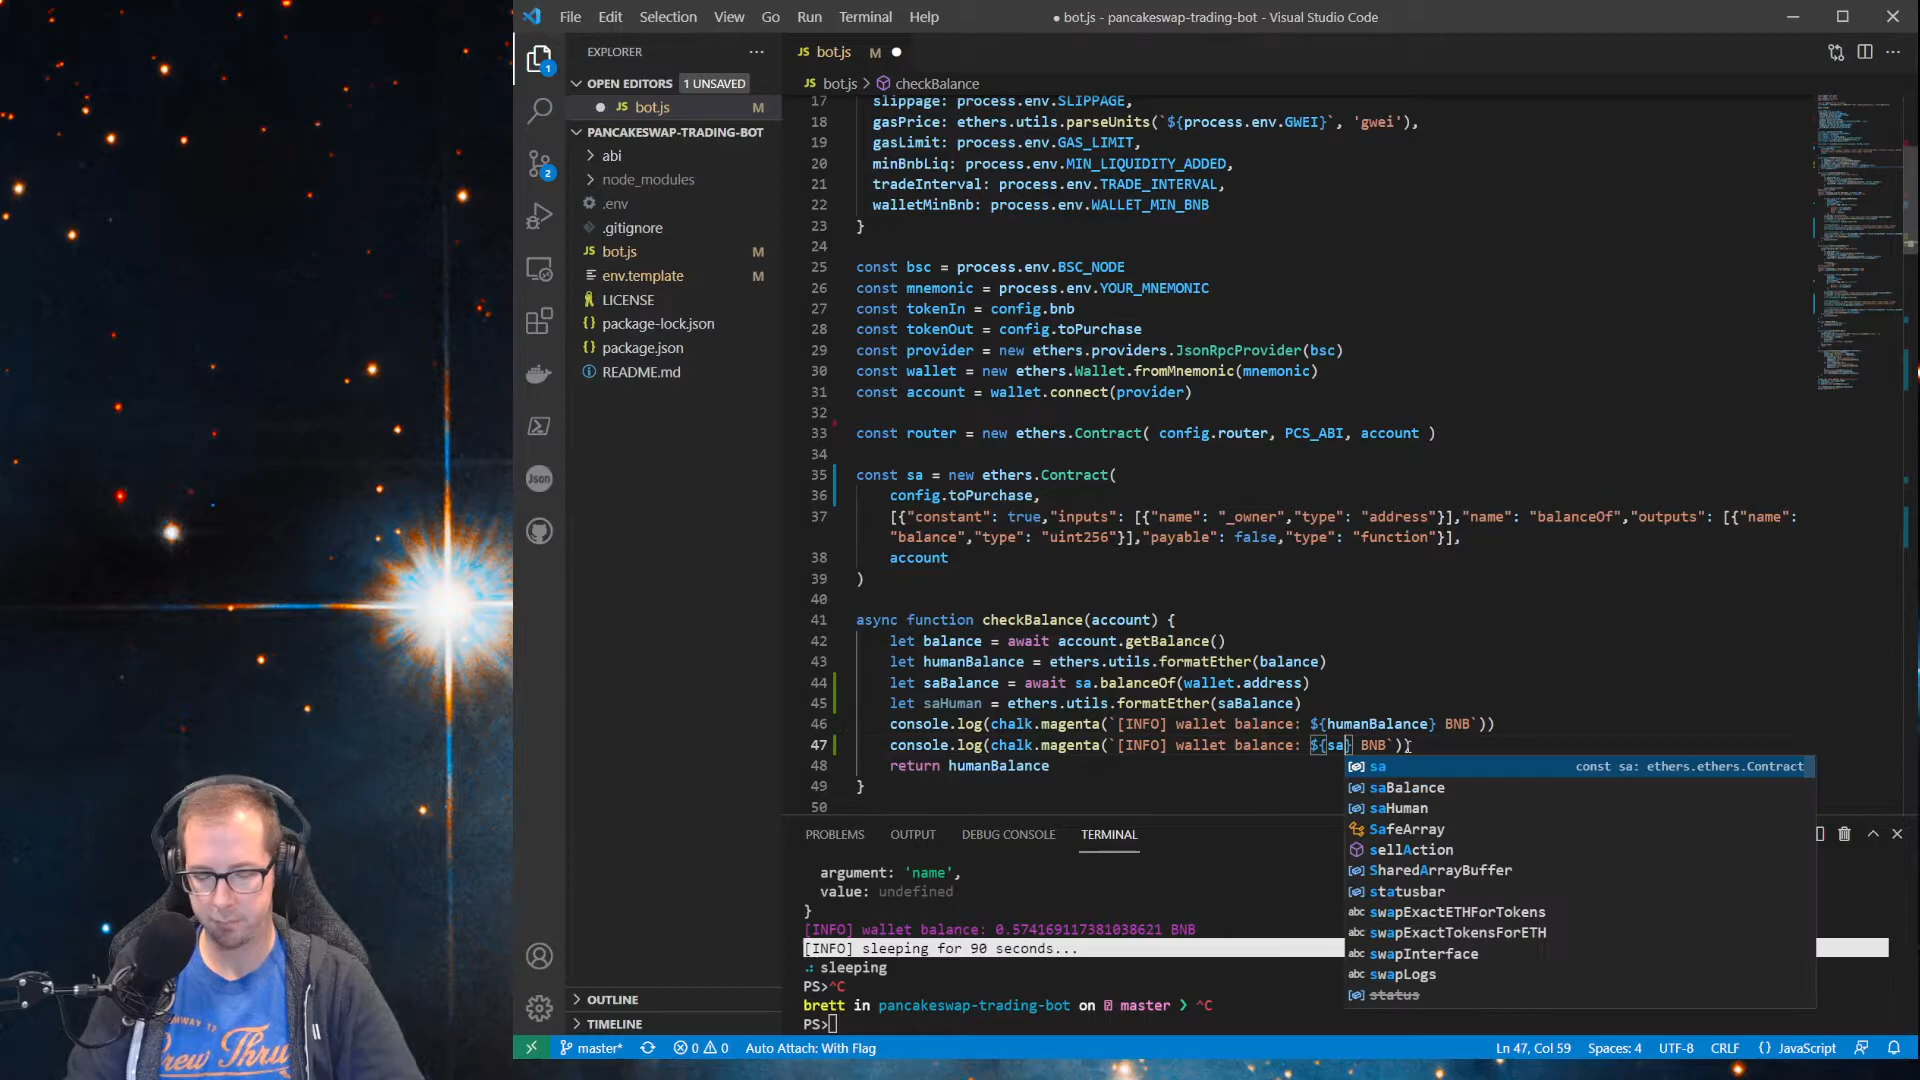 File Edit Selection View Go Run Terminal Help
● bot.js - pancakeswap-trading-bot - Visual Studio Code
EXPLORER
OPEN EDITORS 1 UNSAVED
JS bot.js M
PANCAKESWAP-TRADING-BOT
abi
node_modules
.env
.gitignore
JS bot.js M
env.template M
LICENSE
{} package-lock.json
{} package.json
README.md
OUTLINE
TIMELINE
1
2
Json
JS bot.js M ●
JS bot.js > checkBalance
17 slippage: process.env.SLIPPAGE,
18 gasPrice: ethers.utils.parseUnits(`${process.env.GWEI}`, 'gwei'),
19 gasLimit: process.env.GAS_LIMIT,
20 minBnbLiq: process.env.MIN_LIQUIDITY_ADDED,
21 tradeInterval: process.env.TRADE_INTERVAL,
22 walletMinBnb: process.env.WALLET_MIN_BNB
23 }
24
25 const bsc = process.env.BSC_NODE
26 const mnemonic = process.env.YOUR_MNEMONIC
27 const tokenIn = config.bnb
28 const tokenOut = config.toPurchase
29 const provider = new ethers.providers.JsonRpcProvider(bsc)
30 const wallet = new ethers.Wallet.fromMnemonic(mnemonic)
31 const account = wallet.connect(provider)
32
33 const router = new ethers.Contract( config.router, PCS_ABI, account )
34
35 const sa = new ethers.Contract(
36 config.toPurchase,
37 [{"constant": true,"inputs": [{"name": "_owner","type": "address"}],"name": "balanceOf","outputs": [{"name":
"balance","type": "uint256"}],"payable": false,"type": "function"}],
38 account
39 )
40
41 async function checkBalance(account) {
42 let balance = await account.getBalance()
43 let humanBalance = ethers.utils.formatEther(balance)
44 let saBalance = await sa.balanceOf(wallet.address)
45 let saHuman = ethers.utils.formatEther(saBalance)
46 console.log(chalk.magenta(`[INFO] wallet balance: ${humanBalance} BNB`))
47 console.log(chalk.magenta(`[INFO] wallet balance: ${sa} BNB`))
48 return humanBalance
49 }
50
sa const sa: ethers.ethers.Contract
saBalance
saHuman
SafeArray
sellAction
SharedArrayBuffer
statusbar
abc swapExactETHForTokens
abc swapExactTokensForETH
abc swapInterface
abc swapLogs
status
PROBLEMS OUTPUT DEBUG CONSOLE TERMINAL
argument: 'name',
value: undefined
}
[INFO] wallet balance: 0.574169117381038621 BNB
[INFO] sleeping for 90 seconds...
sleeping
PS>^C
brett in pancakeswap-trading-bot on master ❯ ^C
PS>
master* 0 0 Auto Attach: With Flag Ln 47, Col 59 Spaces: 4 UTF-8 CRLF {} JavaScript